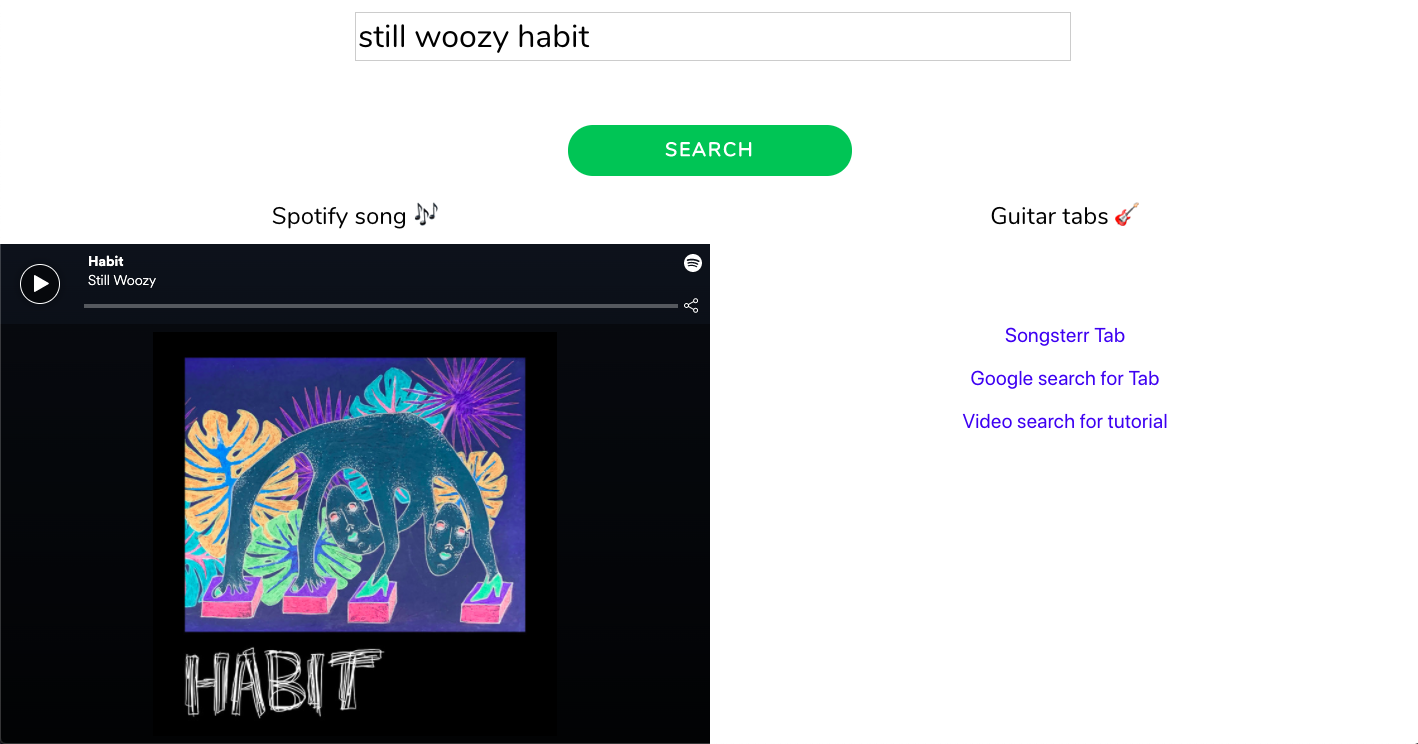 still woozy habit
SEARCH
Spotify song 🎶
Guitar tabs 🎸
Habit
Still Woozy
HABIT
Songsterr Tab
Google search for Tab
Video search for tutorial